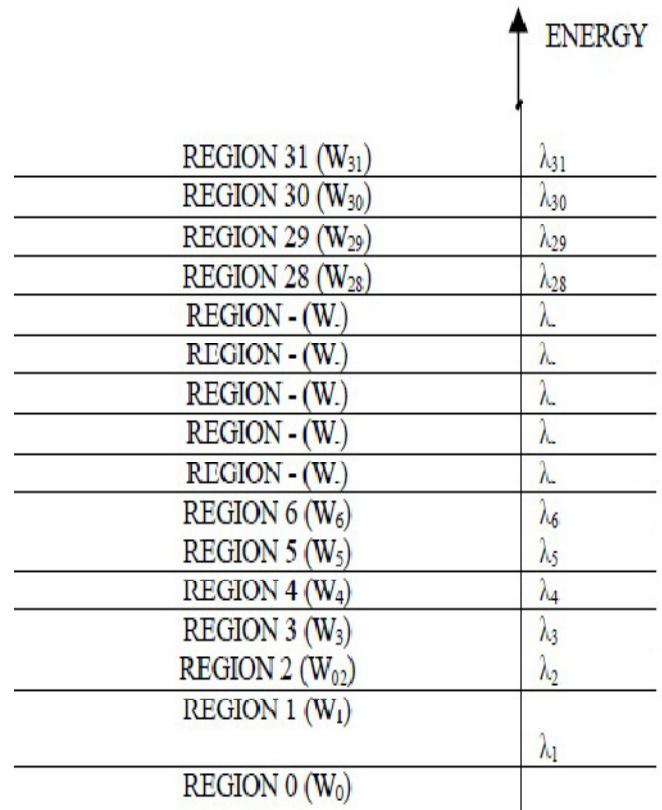 ENERGY
REGION 31 (W₃₁) λ₃₁
REGION 30 (W₃₀) λ₃₀
REGION 29 (W₂₉) λ₂₉
REGION 28 (W₂₈) λ₂₈
REGION - (W.) λ..
REGION - (W.) λ..
REGION - (W.) λ..
REGION - (W.) λ..
REGION - (W.) λ..
REGION 6 (W₆) λ₆
REGION 5 (W₅) λ₅
REGION 4 (W₄) λ₄
REGION 3 (W₃) λ₃
REGION 2 (W₀₂) λ₂
REGION 1 (W₁)
λ₁
REGION 0 (W₀)